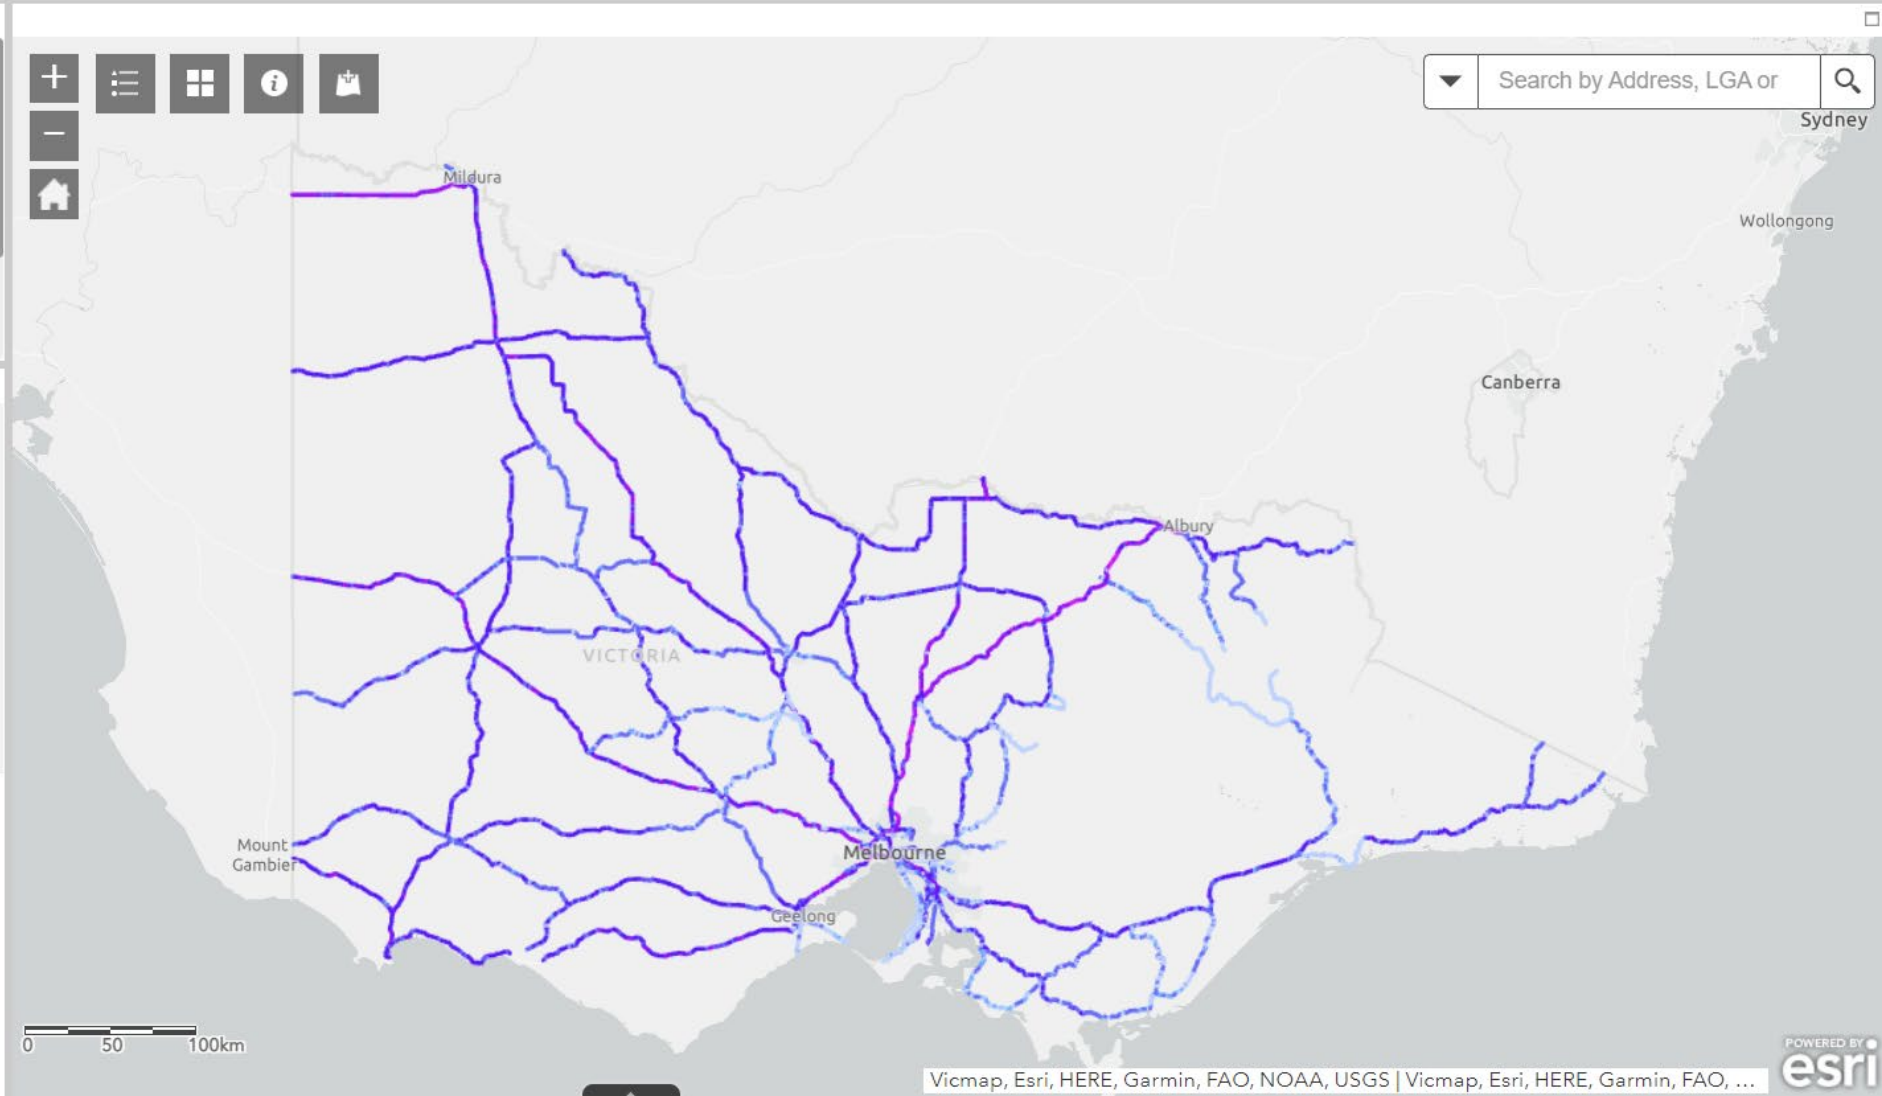 Search by Address, LGA or
Sydney
Mildura
Wollongong
Canberra
Albury
VICTORIA
Mount
Gambier
Melbourne
Geelong
0 50 100km
POWERED BY
esri
Vicmap, Esri, HERE, Garmin, FAO, NOAA, USGS | Vicmap, Esri, HERE, Garmin, FAO, ...